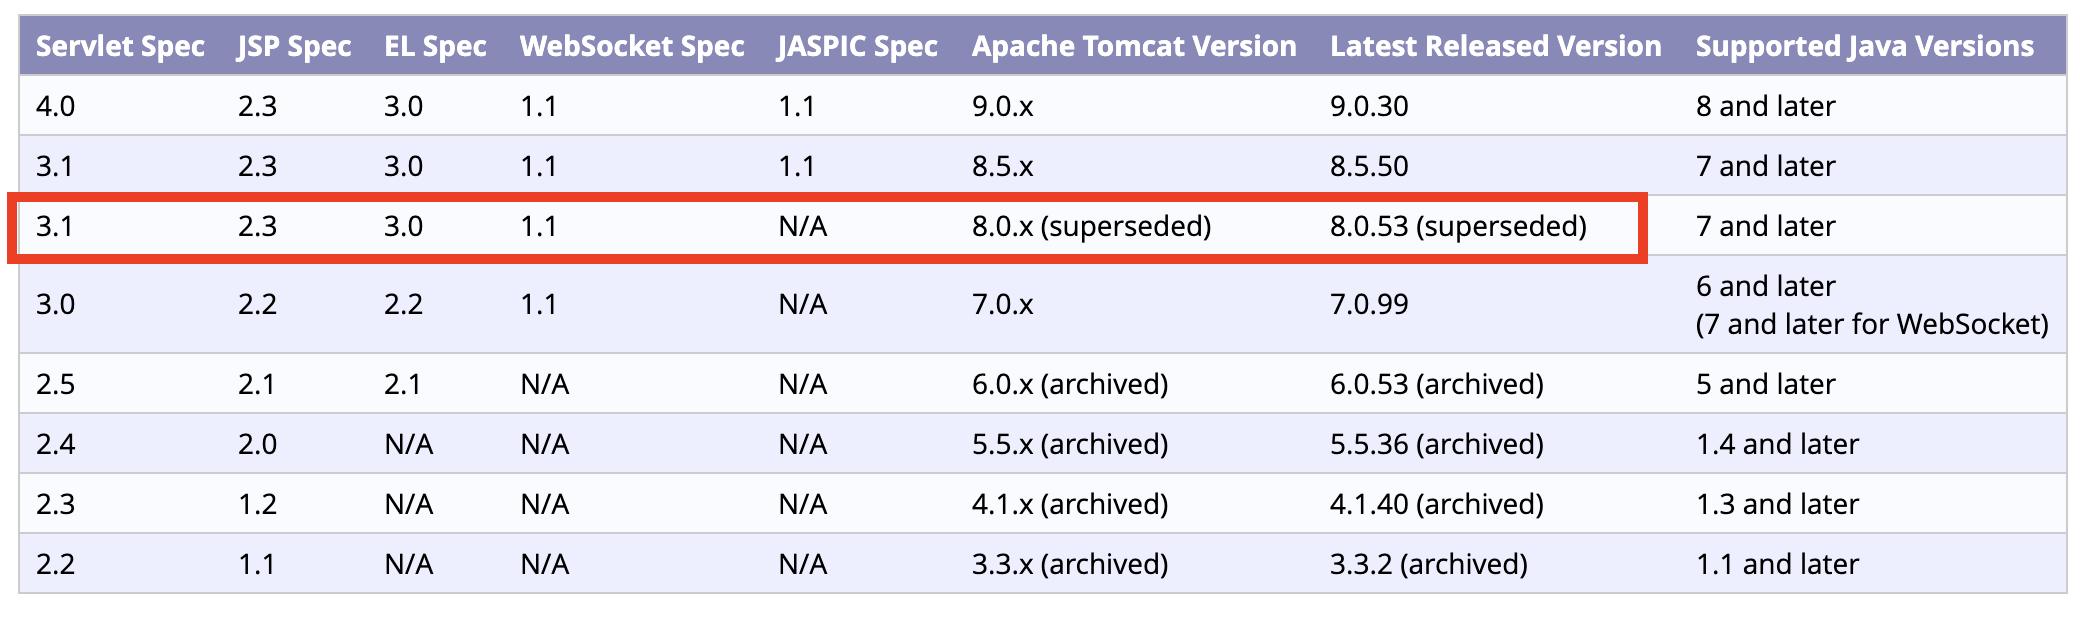 Servlet Spec JSP Spec EL Spec WebSocket Spec JASPIC Spec Apache Tomcat Version Latest Released Version Supported Java Versions
4.0 2.3 3.0 1.1 1.1 9.0.x 9.0.30 8 and later
3.1 2.3 3.0 1.1 1.1 8.5.x 8.5.50 7 and later
3.1 2.3 3.0 1.1 N/A 8.0.x (superseded) 8.0.53 (superseded) 7 and later
3.0 2.2 2.2 1.1 N/A 7.0.x 7.0.99 6 and later
(7 and later for WebSocket)
2.5 2.1 2.1 N/A N/A 6.0.x (archived) 6.0.53 (archived) 5 and later
2.4 2.0 N/A N/A N/A 5.5.x (archived) 5.5.36 (archived) 1.4 and later
2.3 1.2 N/A N/A N/A 4.1.x (archived) 4.1.40 (archived) 1.3 and later
2.2 1.1 N/A N/A N/A 3.3.x (archived) 3.3.2 (archived) 1.1 and later